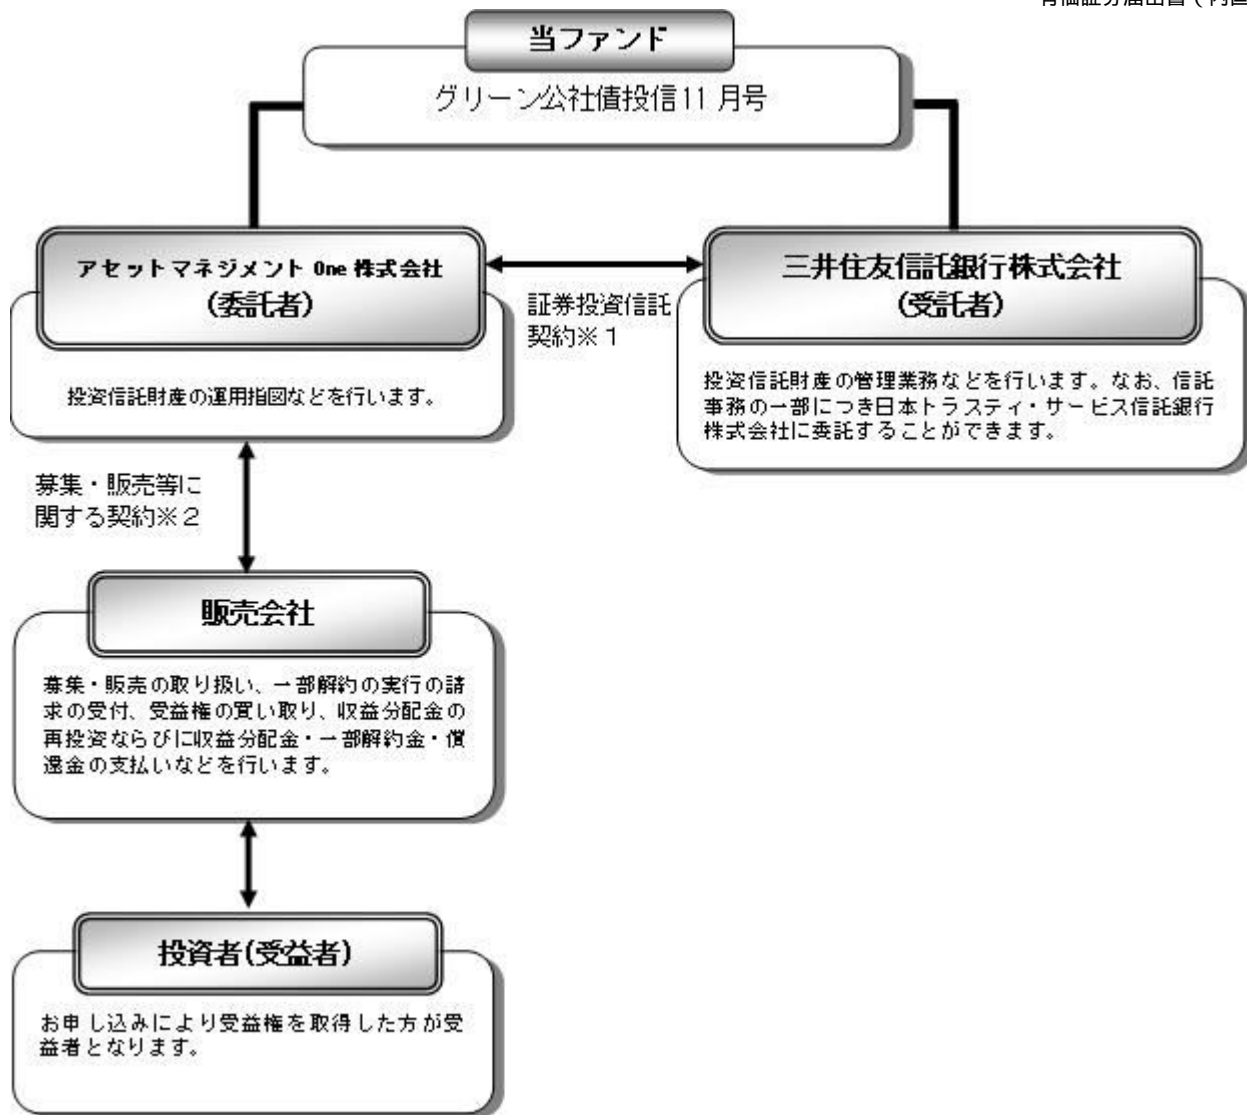 当ファンド
グリーン公社債投信11月号
アセットマネジメント One 株式会社
(委託者)
投資信託財産の運用指図などを行います。
証券投資信託
契約※1
三井住友信託銀行株式会社
(受託者)
投資信託財産の管理業務などを行います。なお、信託
事務の一部につき日本トラスティ・サービス信託銀行
株式会社に委託することができます。
募集・販売等に
関する契約※2
販売会社
募集・販売の取り扱い、一部解約の実行の請
求の受付、受益権の買い取り、収益分配金の
再投資ならびに収益分配金・一部解約金・償
還金の支払いなどを行います。
投資者(受益者)
お申し込みにより受益権を取得した方が受
益者となります。